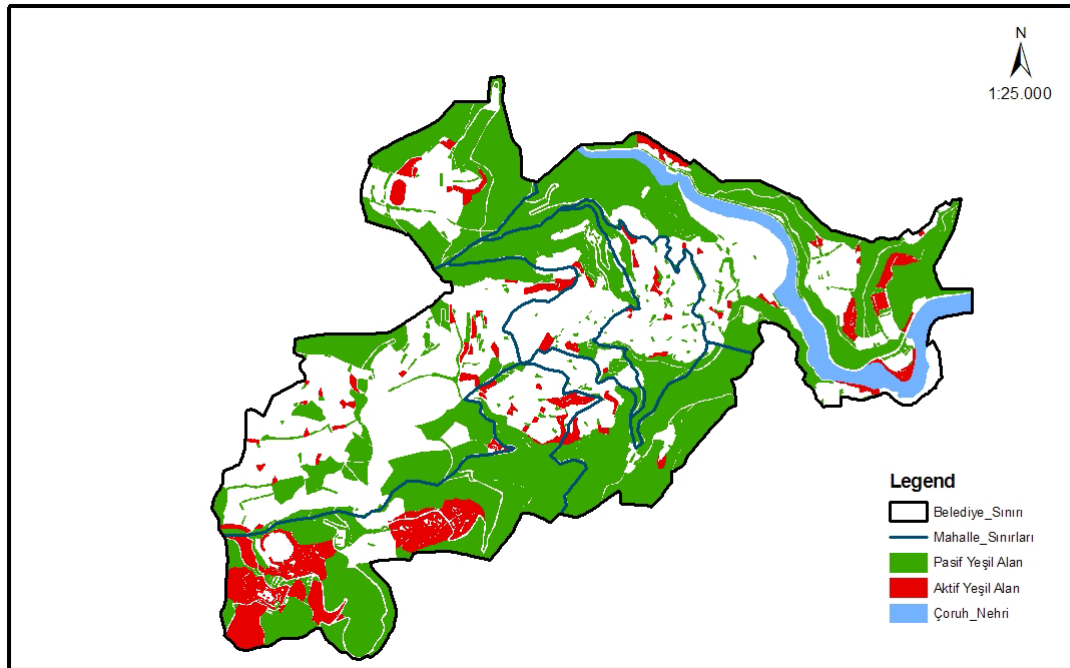 N
1:25.000
Legend
Belediye_Sınırı
Mahalle_Sınırları
Pasif Yeşil Alan
Aktif Yeşil Alan
Çoruh_Nehri